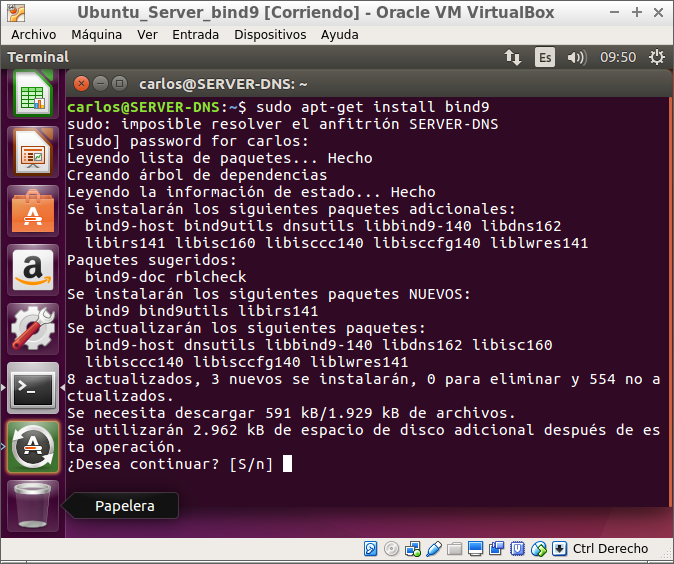 Ubuntu_Server_bind9 [Corriendo] - Oracle VM VirtualBox
Archivo Máquina Ver Entrada Dispositivos Ayuda
Terminal Es 09:50
carlos@SERVER-DNS: ~
carlos@SERVER-DNS:~$ sudo apt-get install bind9
sudo: imposible resolver el anfitrión SERVER-DNS
[sudo] password for carlos:
Leyendo lista de paquetes... Hecho
Creando árbol de dependencias
Leyendo la información de estado... Hecho
Se instalarán los siguientes paquetes adicionales:
bind9-host bind9utils dnsutils libbind9-140 libdns162
libirs141 libisc160 libisccc140 libisccfg140 liblwres141
Paquetes sugeridos:
bind9-doc rblcheck
Se instalarán los siguientes paquetes NUEVOS:
bind9 bind9utils libirs141
Se actualizarán los siguientes paquetes:
bind9-host dnsutils libbind9-140 libdns162 libisc160
libisccc140 libisccfg140 liblwres141
8 actualizados, 3 nuevos se instalarán, 0 para eliminar y 554 no a
ctualizados.
Se necesita descargar 591 kB/1.929 kB de archivos.
Se utilizarán 2.962 kB de espacio de disco adicional después de es
ta operación.
¿Desea continuar? [S/n]
Papelera
Ctrl Derecho